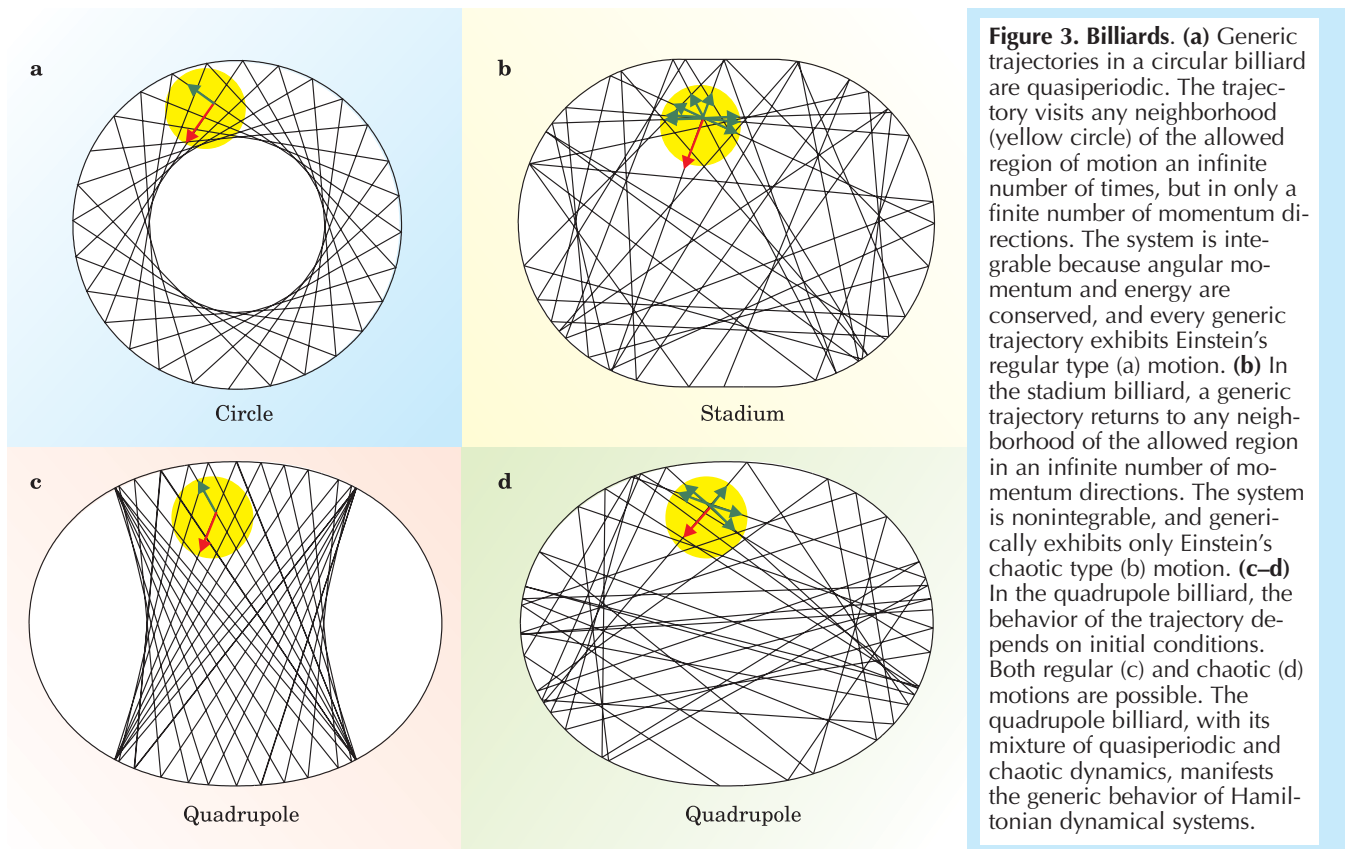 a
Circle
b
Stadium
c
Quadrupole
d
Quadrupole
Figure 3. Billiards. (a) Generic
trajectories in a circular billiard
are quasiperiodic. The trajec-
tory visits any neighborhood
(yellow circle) of the allowed
region of motion an infinite
number of times, but in only a
finite number of momentum di-
rections. The system is inte-
grable because angular mo-
mentum and energy are
conserved, and every generic
trajectory exhibits Einstein’s
regular type (a) motion. (b) In
the stadium billiard, a generic
trajectory returns to any neigh-
borhood of the allowed region
in an infinite number of mo-
mentum directions. The system
is nonintegrable, and generi-
cally exhibits only Einstein’s
chaotic type (b) motion. (c–d)
In the quadrupole billiard, the
behavior of the trajectory de-
pends on initial conditions.
Both regular (c) and chaotic (d)
motions are possible. The
quadrupole billiard, with its
mixture of quasiperiodic and
chaotic dynamics, manifests
the generic behavior of Hamil-
tonian dynamical systems.